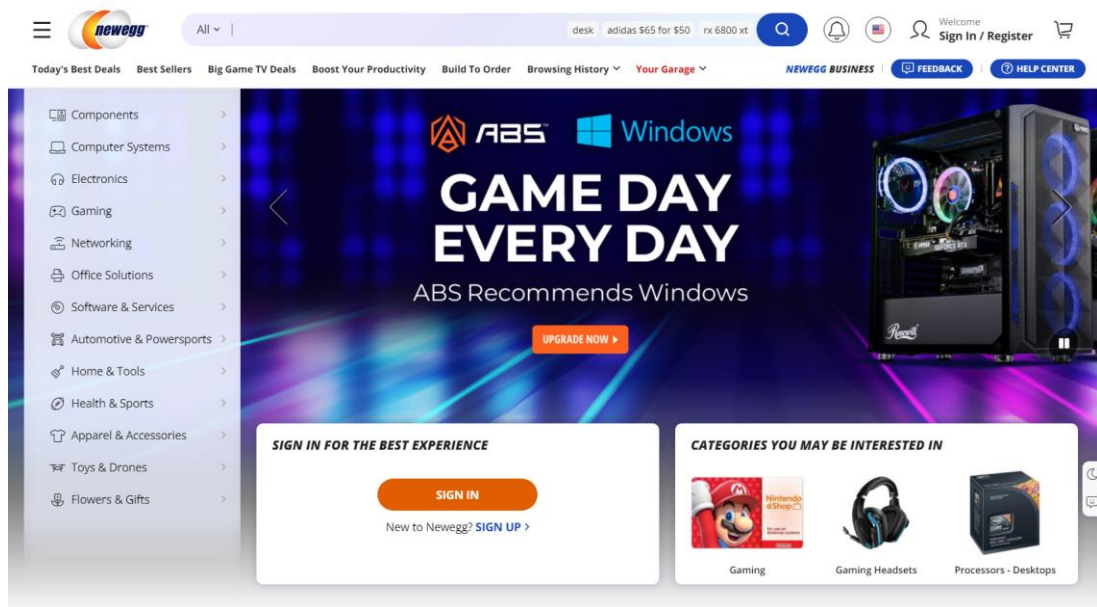 newegg
All
desk adidas $65 for $50 rx 6800 xt
Welcome
Sign In / Register
Today's Best Deals Best Sellers Big Game TV Deals Boost Your Productivity Build To Order Browsing History Your Garage
NEWEGG BUSINESS FEEDBACK HELP CENTER
Components
Computer Systems
Electronics
Gaming
Networking
Office Solutions
Software & Services
Automotive & Powersports
Home & Tools
Health & Sports
Apparel & Accessories
Toys & Drones
Flowers & Gifts
ABS Windows
GAME DAY
EVERY DAY
ABS Recommends Windows
UPGRADE NOW
GEFORCE RTX
Rosewill
SIGN IN FOR THE BEST EXPERIENCE
SIGN IN
New to Newegg? SIGN UP
CATEGORIES YOU MAY BE INTERESTED IN
Nintendo
eShop
Gaming
Gaming Headsets
Processors - Desktops